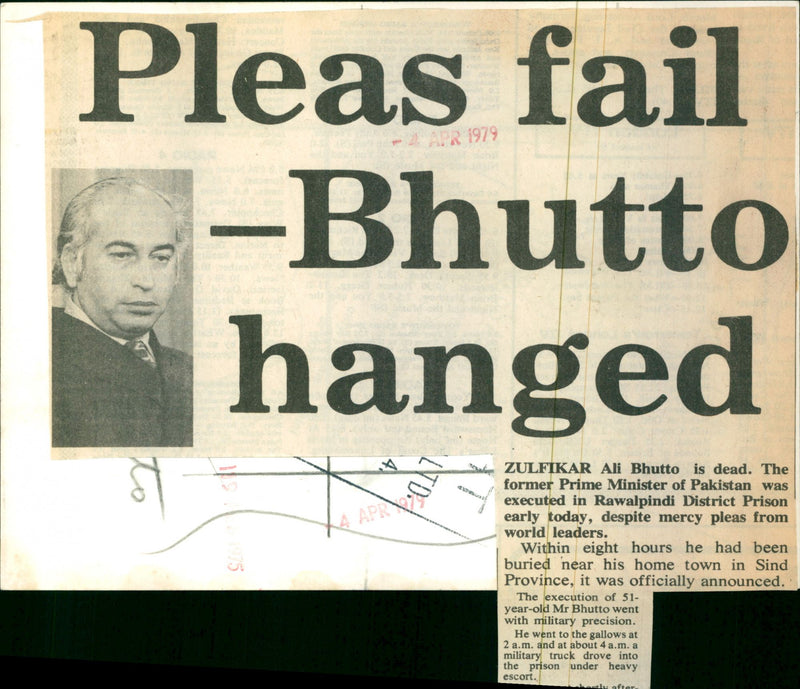 Pleas fail
- 4 APR 1979
—Bhutto
hanged
LTD
4.
- 4 APR 1979
ZULFIKAR Ali Bhutto is dead. The
former Prime Minister of Pakistan was
executed in Rawalpindi District Prison
early today, despite mercy pleas from
world leaders.
Within eight hours he had been
buried near his home town in Sind
Province, it was officially announced.
The execution of 51-
year-old Mr Bhutto went
with military precision.
He went to the gallows at
2 a.m. and at about 4 a.m. a
military truck drove into
the prison under heavy
escort.